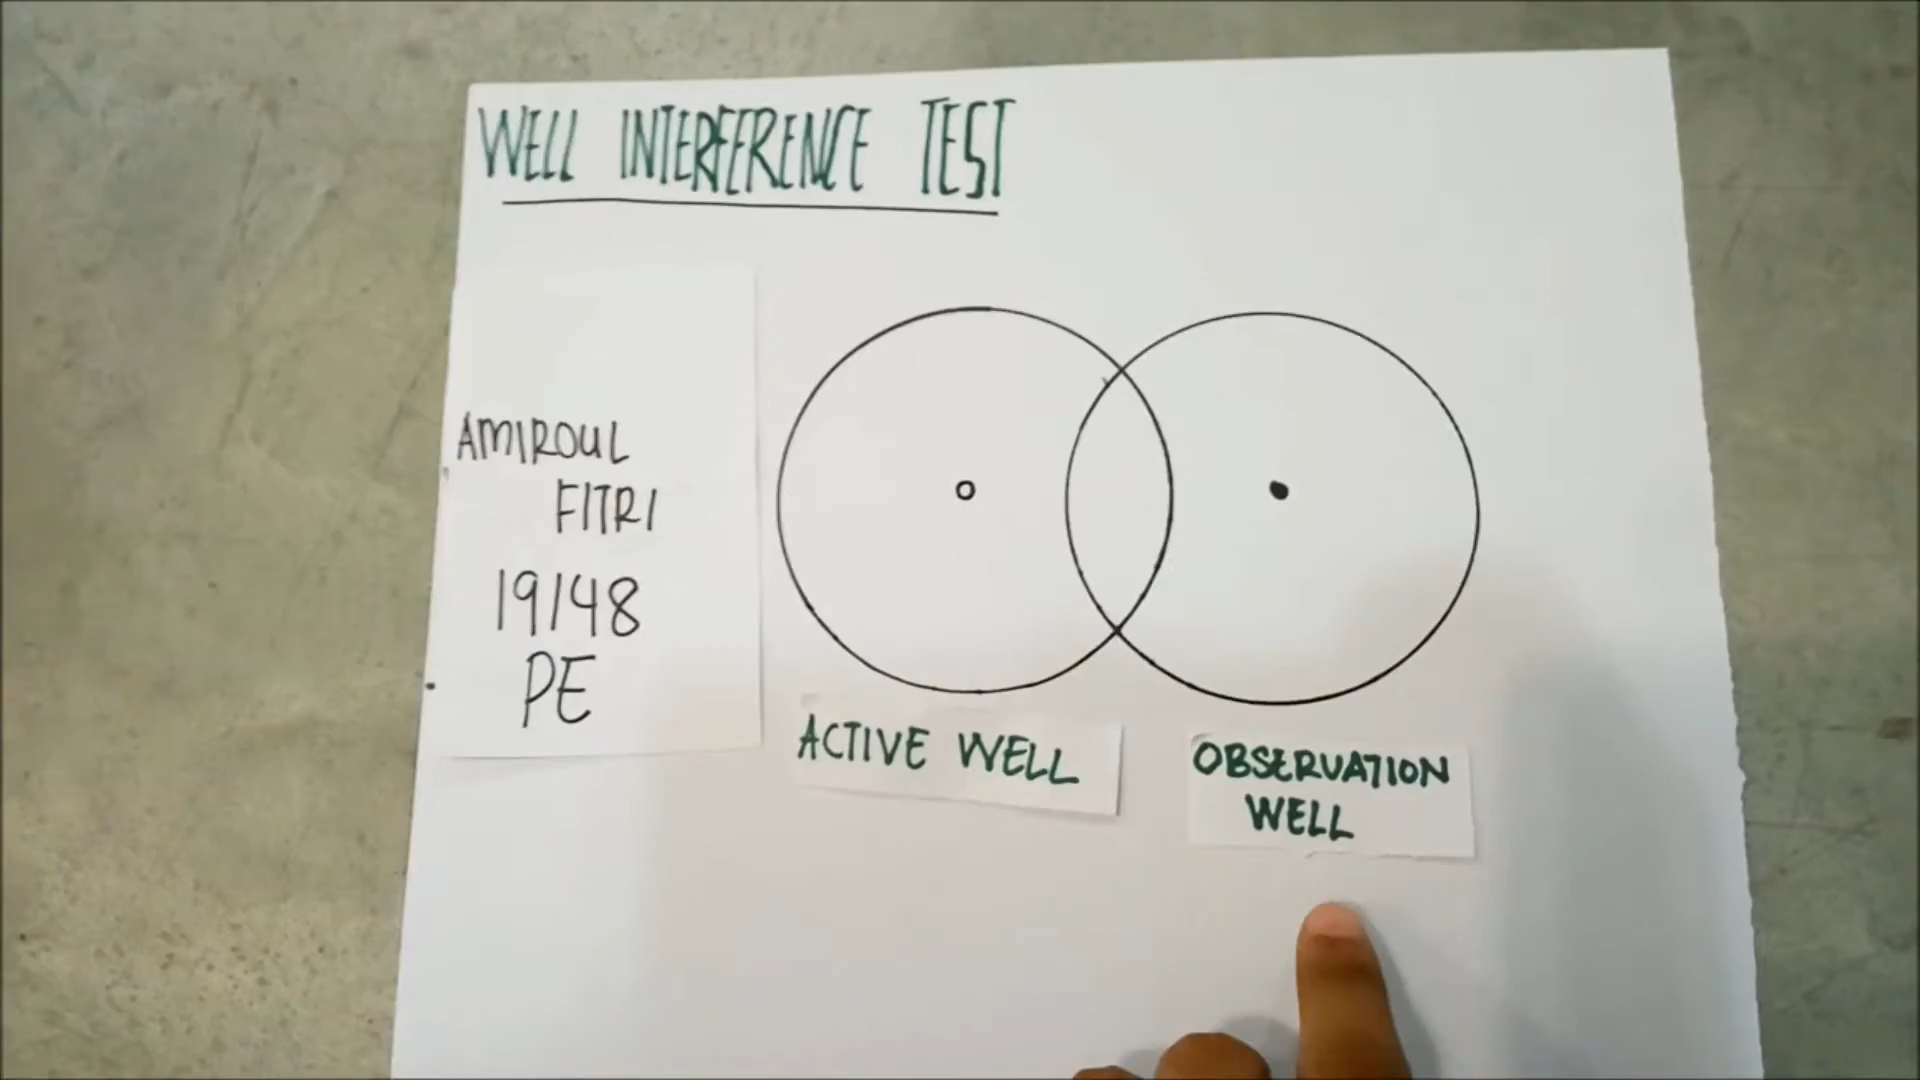 WELL INTERFERENCE TEST
AMIROUL
FITRI
19148
PE
ACTIVE WELL
OBSERVATION
WELL